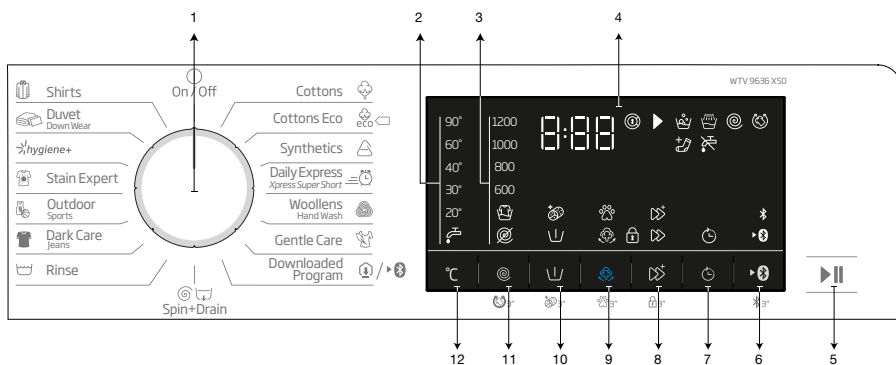 1
2
3
4
WTV 9636 XS0
On / Off
Shirts
Duvet
Down Wear
hygiene+
Stain Expert
Outdoor
Sports
Dark Care
Jeans
Rinse
Spin+Drain
Cottons
Cottons Eco
eco
Synthetics
Daily Express
Xpress Super Short
Woollens
Hand Wash
Gentle Care
Downloaded
Program
/
90°
60°
40°
30°
20°
1200
1000
800
600
8:88
°C
3"
3"
3"
3"
3"
12
11
10
9
8
7
6
5